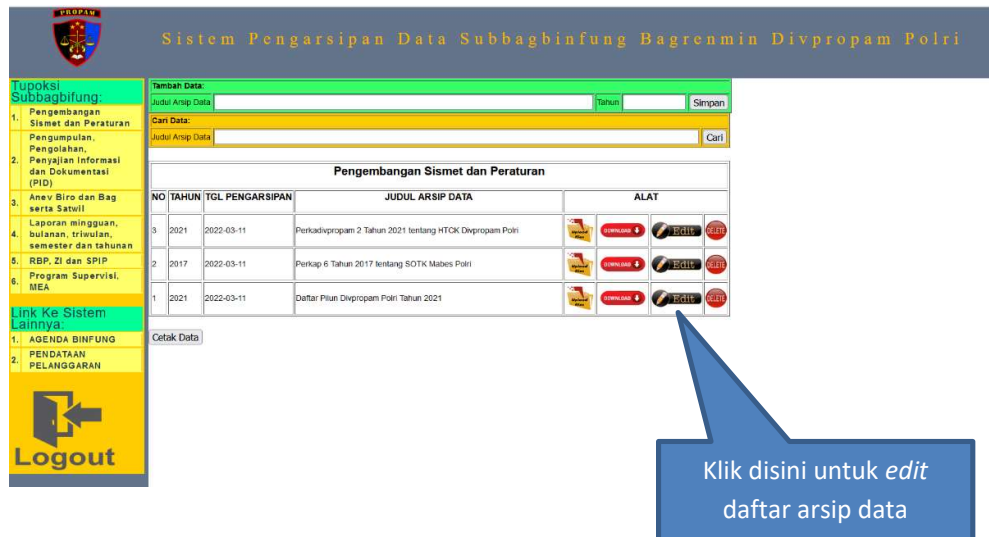 PROPAM
Sistem Pengarsipan Data Subbagbinfung Bagrenmin Divpropam Polri
Tupoksi
Subbagbifung:
1. Pengembangan
Sismet dan Peraturan
2. Pengumpulan,
Pengolahan,
Penyajian Informasi
dan Dokumentasi
(PID)
3. Anev Biro dan Bag
serta Satwil
4. Laporan mingguan,
bulanan, triwulan,
semester dan tahunan
5. RBP, ZI dan SPIP
6. Program Supervisi,
MEA
Link Ke Sistem
Lainnya:
1. AGENDA BINFUNG
2. PENDATAAN
PELANGGARAN
Logout
Tambah Data:
Judul Arsip Data Tahun Simpan
Cari Data:
Judul Arsip Data Cari
Pengembangan Sismet dan Peraturan
NO TAHUN TGL PENGARSIPAN JUDUL ARSIP DATA ALAT
3 2021 2022-03-11 Perkadivpropam 2 Tahun 2021 tentang HTCK Divpropam Polri Upload Files DOWNLOAD Edit DELETE
2 2017 2022-03-11 Perkap 6 Tahun 2017 tentang SOTK Mabes Polri Upload Files DOWNLOAD Edit DELETE
1 2021 2022-03-11 Daftar Pilun Divpropam Polri Tahun 2021 Upload Files DOWNLOAD Edit DELETE
Cetak Data
Klik disini untuk edit
daftar arsip data